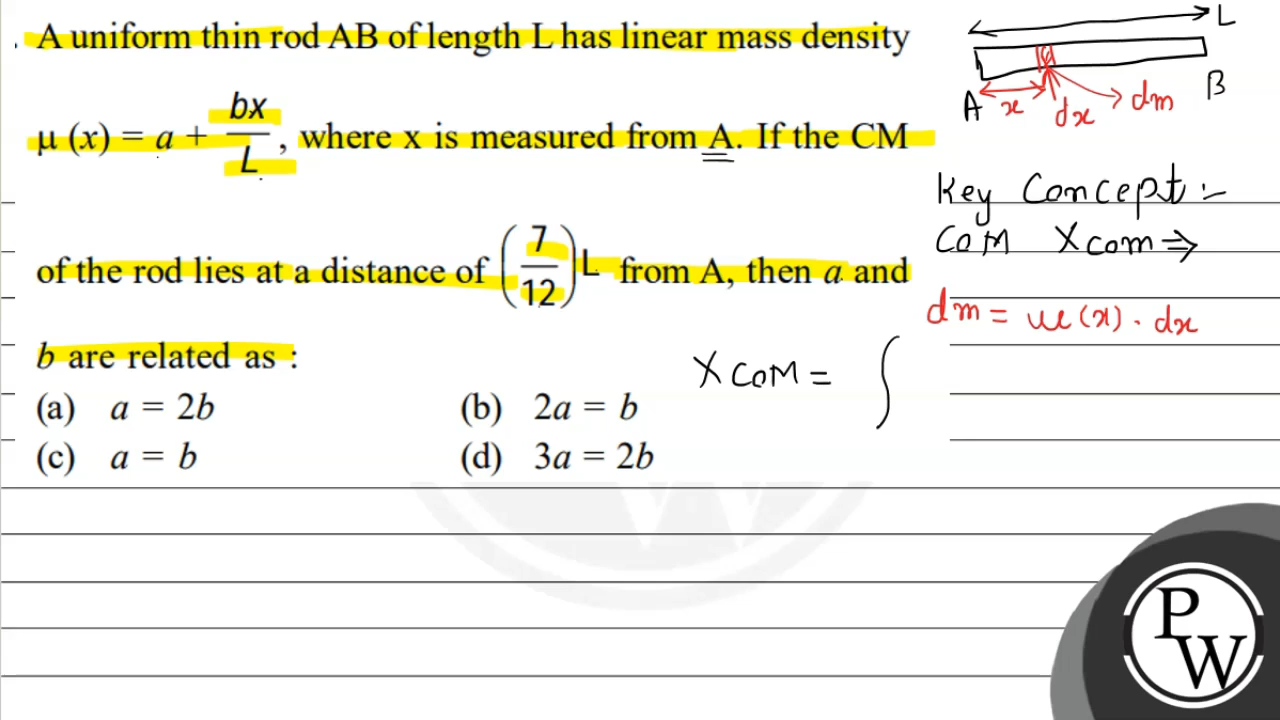 . A uniform thin rod AB of length L has linear mass density
μ (x) = a + bx/L , where x is measured from A. If the CM
of the rod lies at a distance of (7/12)L from A, then a and
b are related as :
(a) a = 2b (b) 2a = b
(c) a = b (d) 3a = 2b
L
A x dx dm B
Key Concept :-
COM Xcom ⇒
dm = μ(x) . dx
XCOM = ∫
P
W